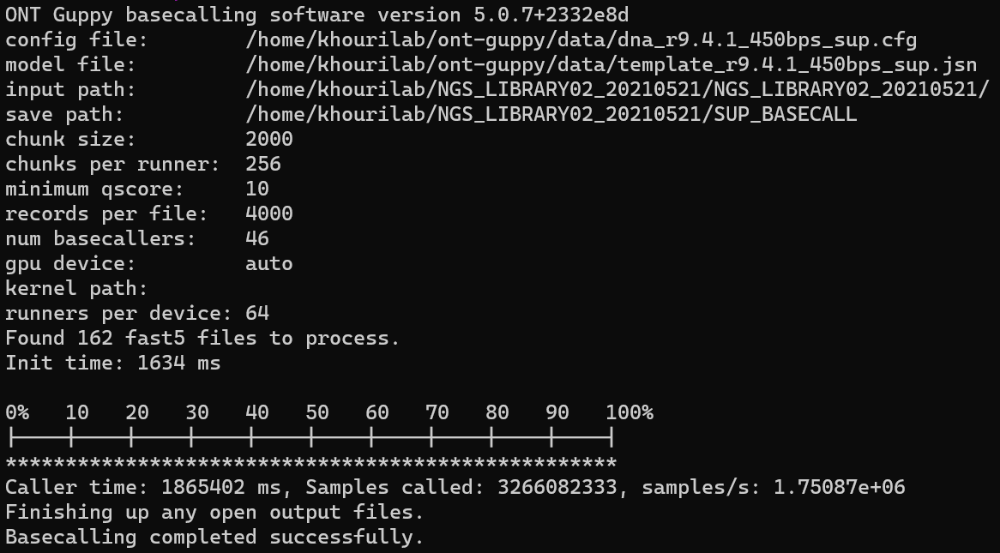 ONT Guppy basecalling software version 5.0.7+2332e8d
config file:        /home/khourilab/ont-guppy/data/dna_r9.4.1_450bps_sup.cfg
model file:         /home/khourilab/ont-guppy/data/template_r9.4.1_450bps_sup.jsn
input path:         /home/khourilab/NGS_LIBRARY02_20210521/NGS_LIBRARY02_20210521/
save path:          /home/khourilab/NGS_LIBRARY02_20210521/SUP_BASECALL
chunk size:         2000
chunks per runner:  256
minimum qscore:     10
records per file:   4000
num basecallers:    46
gpu device:         auto
kernel path:
runners per device: 64
Found 162 fast5 files to process.
Init time: 1634 ms

0%   10   20   30   40   50   60   70   80   90   100%
|----|----|----|----|----|----|----|----|----|----|
***************************************************
Caller time: 1865402 ms, Samples called: 3266082333, samples/s: 1.75087e+06
Finishing up any open output files.
Basecalling completed successfully.